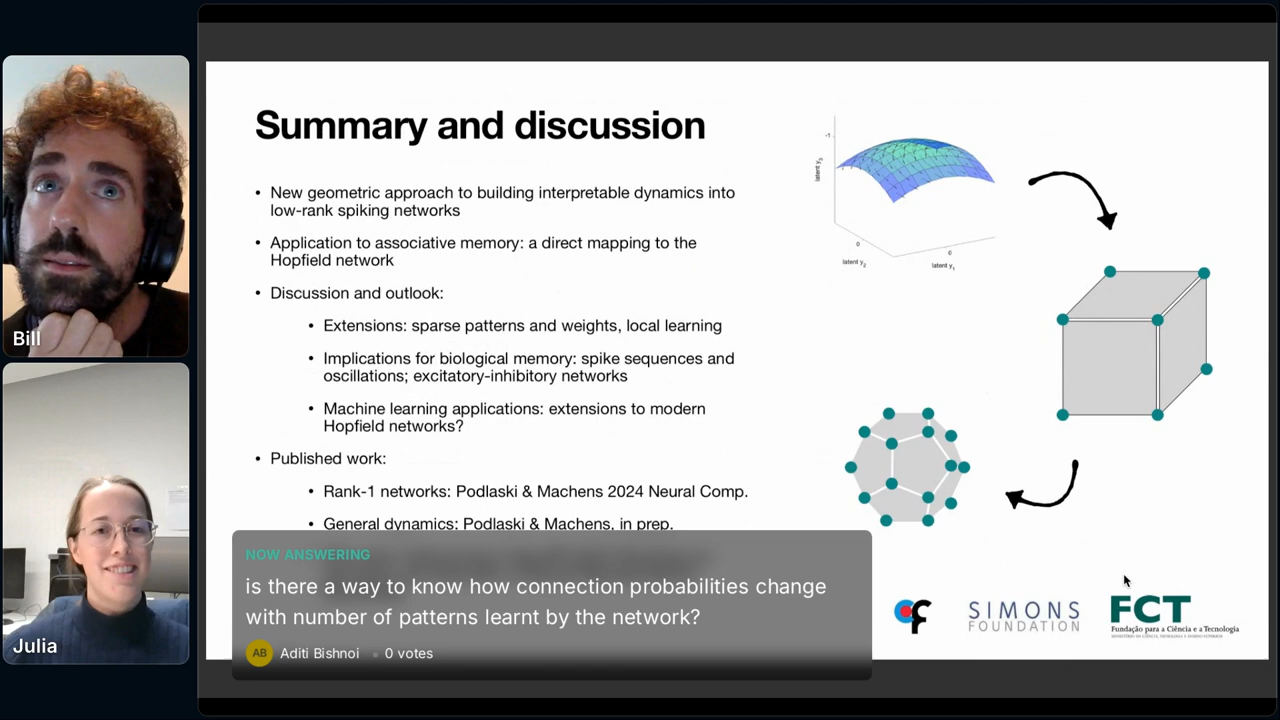 Summary and discussion
• New geometric approach to building interpretable dynamics into
low-rank spiking networks
• Application to associative memory: a direct mapping to the
Hopfield network
• Discussion and outlook:
• Extensions: sparse patterns and weights, local learning
• Implications for biological memory: spike sequences and
oscillations; excitatory-inhibitory networks
• Machine learning applications: extensions to modern
Hopfield networks?
• Published work:
• Rank-1 networks: Podlaski & Machens 2024 Neural Comp.
• General dynamics: Podlaski & Machens, in prep.
-1
latent y3
0
latent y2
0
latent y1
NOW ANSWERING
is there a way to know how connection probabilities change
with number of patterns learnt by the network?
AB Aditi Bishnoi • 0 votes
SIMONS
FOUNDATION
FCT
Fundação para a Ciência e a Tecnologia
Bill
Julia